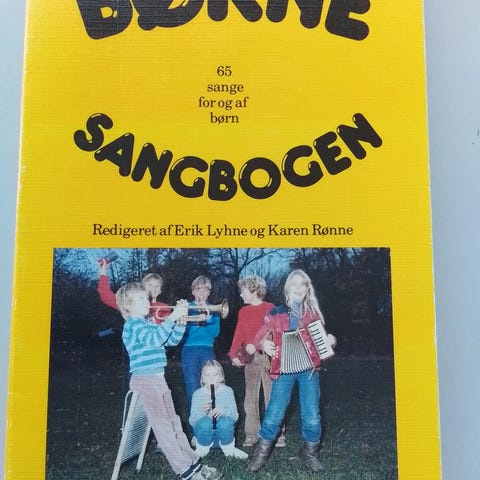 BØRNE
65
sange
for og af
børn
SANGBOGEN
Redigeret af Erik Lyhne og Karen Rønne